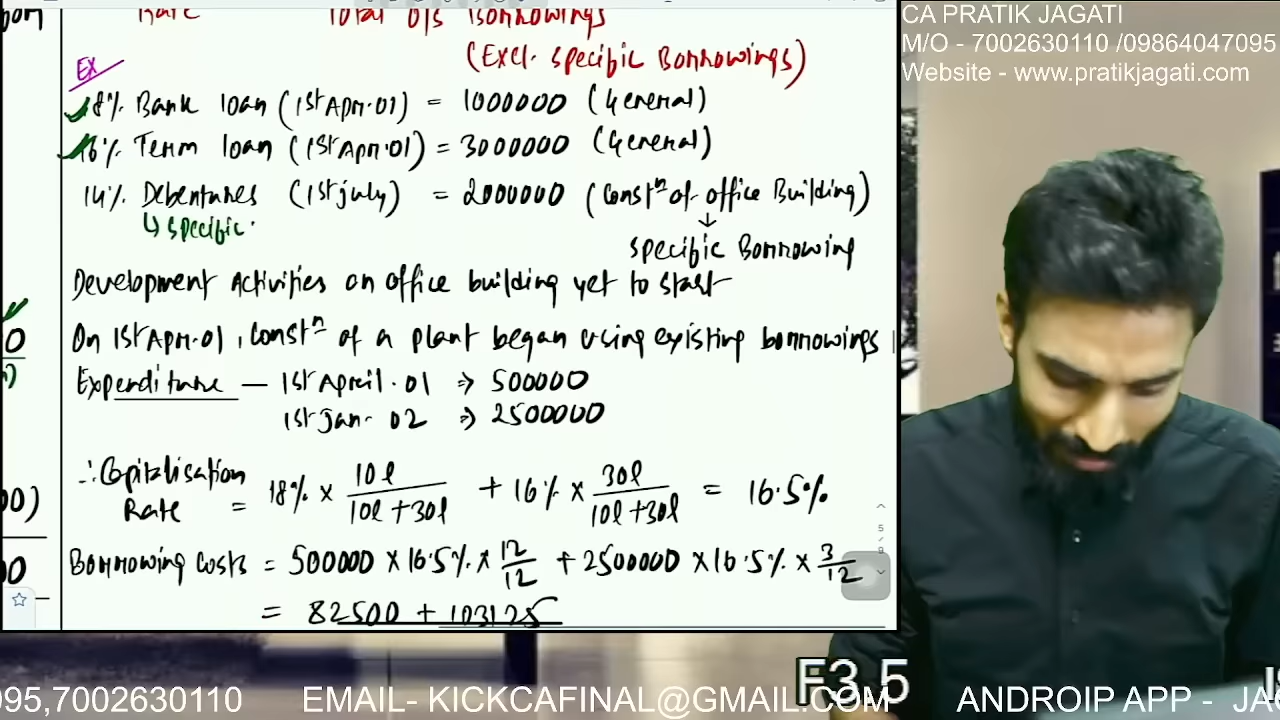 Rate Total o/s Borrowings
(Excl. specific Borrowings)
Ex
18% Bank loan (1st Apr. 01) = 1000000 (General)
16% Term loan (1st Apr. 01) = 3000000 (General)
14% Debentures (1st july) = 2000000 (Constⁿ of office Building)
↳ specific.
↓
specific Borrowing
Development Activities on office building yet to start
On 1st Apr. 01, constⁿ of a plant began using existing borrowings
Expenditure — 1st April. 01 ⇒ 500000
1st Jan. 02 ⇒ 2500000
∴ Capitalisation Rate = 18% × 10l/(10l + 30l) + 16% × 30l/(10l + 30l) = 16.5%
Borrowing costs = 500000 × 16.5% × 12/12 + 2500000 × 16.5% × 3/12
= 82500 + 103125
CA PRATIK JAGATI
M/O - 7002630110 /09864047095
Website - www.pratikjagati.com
F3.5
095,7002630110 EMAIL- KICKCAFINAL@GMAIL.COM ANDROIP APP - JA